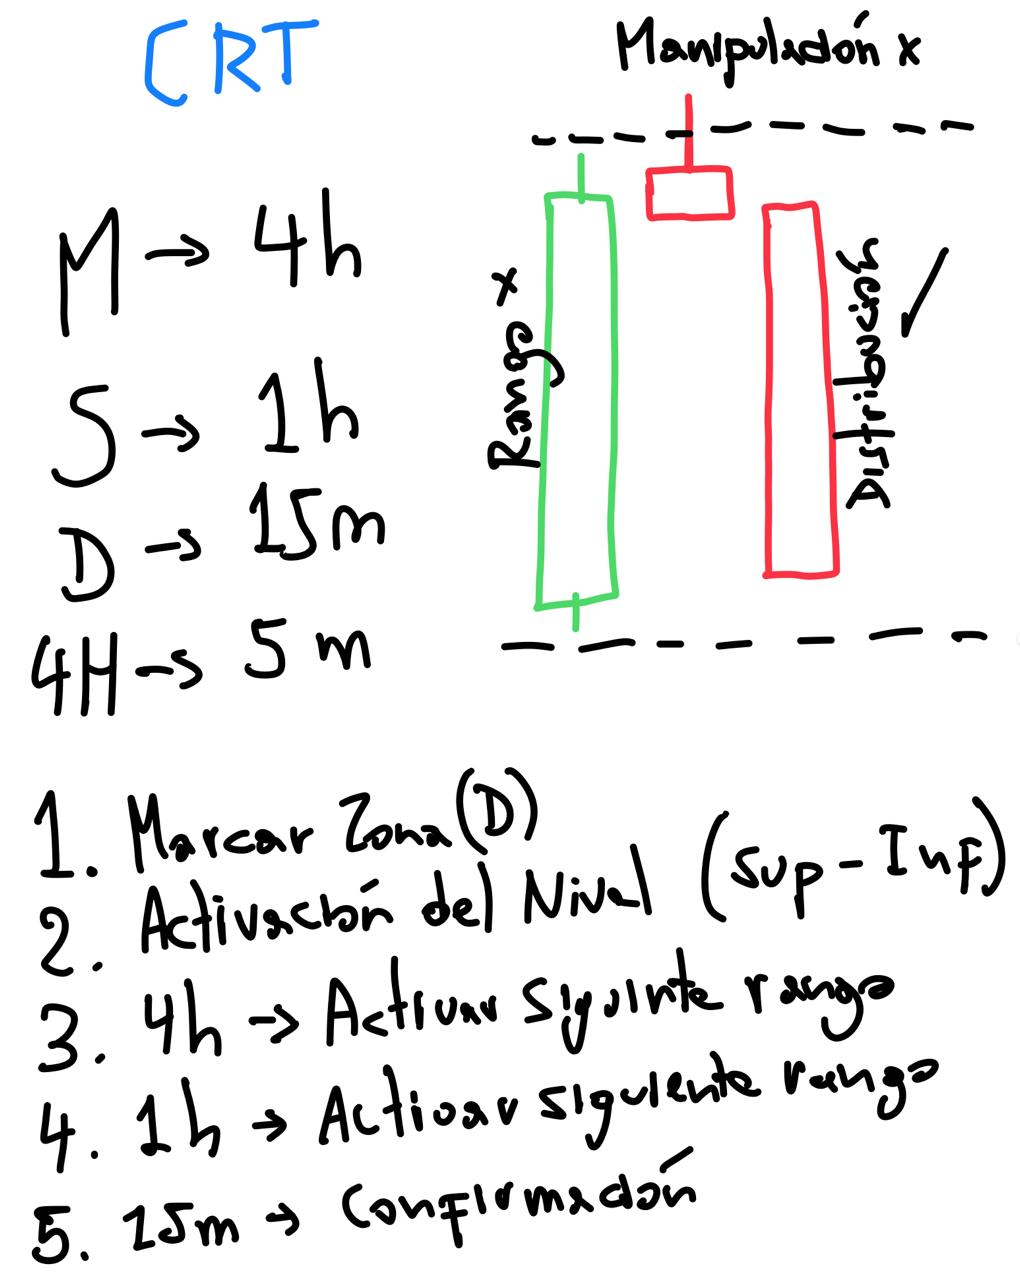 CRT
Manipulación x
M → 4h
S → 1h
D → 15m
4H → 5m
Rango x
Distribución ✓
1. Marcar Zona (D)
2. Activación del Nivel (Sup - Inf)
3. 4h → Activar siguinte rango
4. 1h → Activar siguiente rango
5. 15m → Confirmación